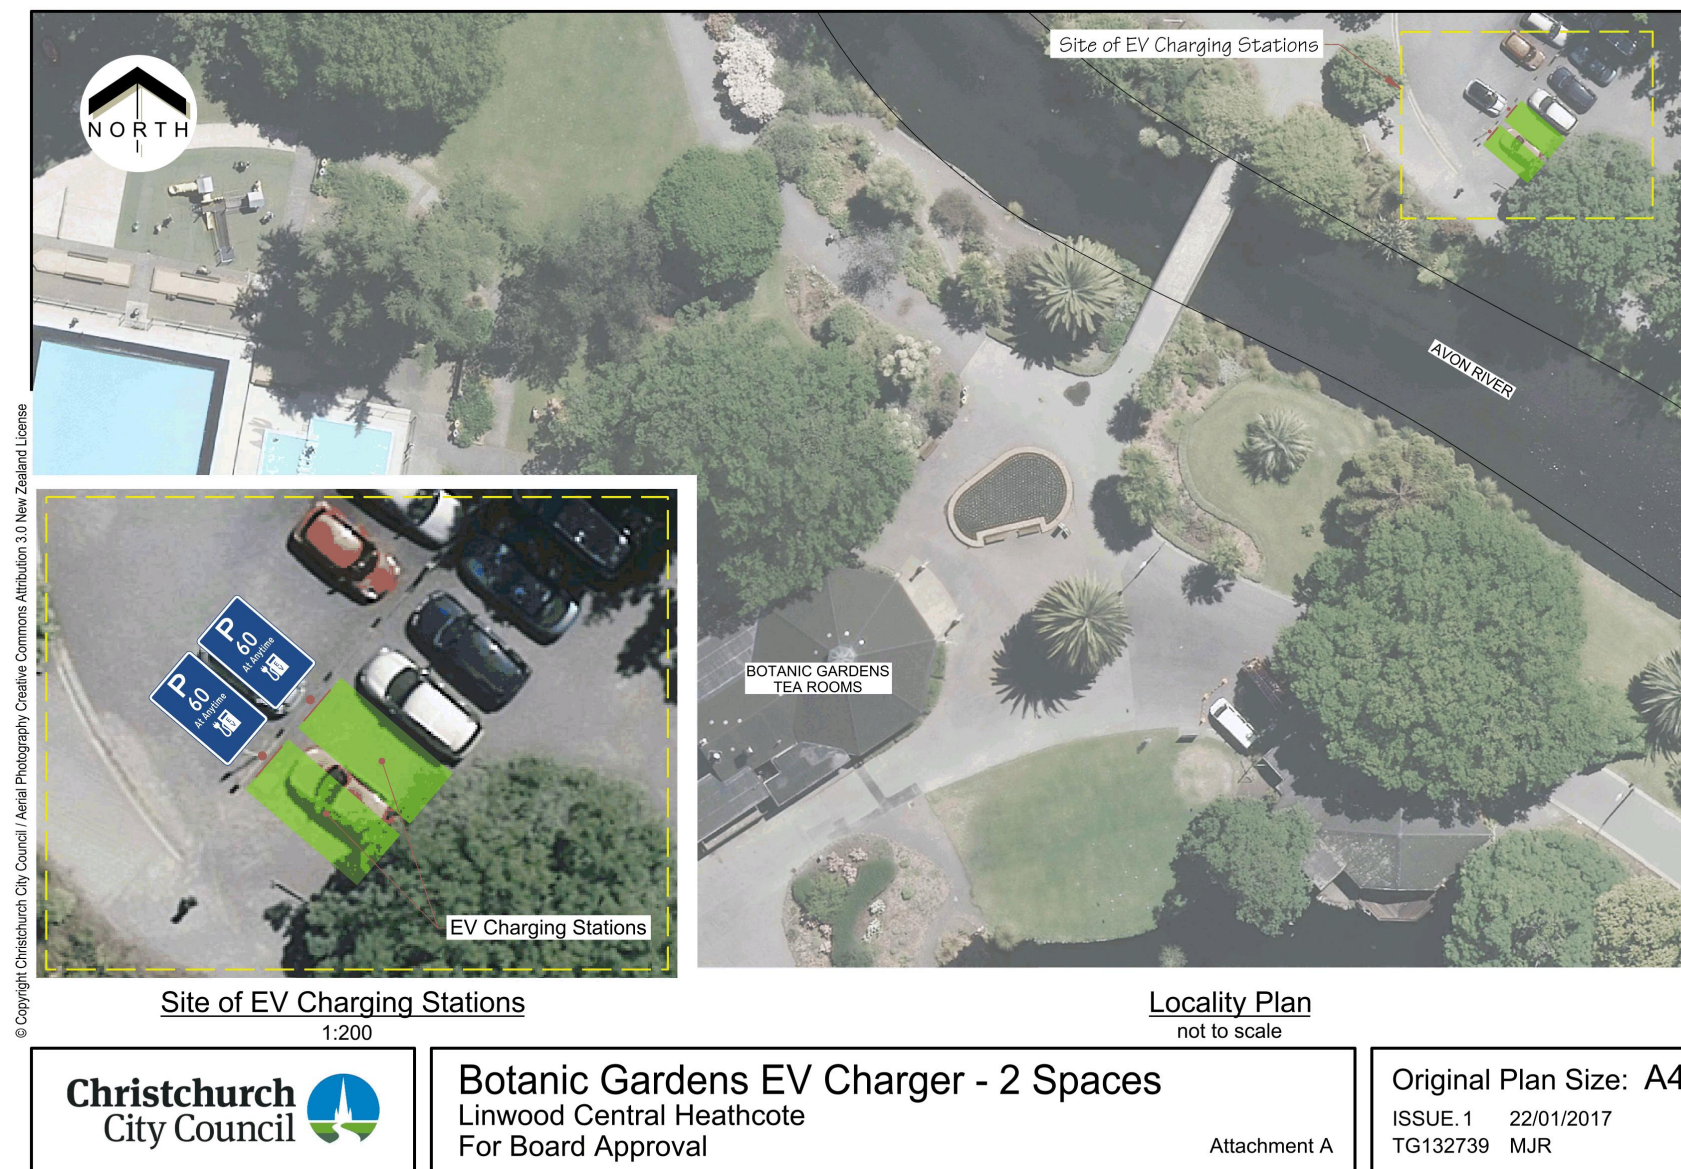 NORTH
Site of EV Charging Stations
AVON RIVER
BOTANIC GARDENS
TEA ROOMS
P
60
At Anytime
EV
P
60
At Anytime
EV
EV Charging Stations
© Copyright Christchurch City Council / Aerial Photography Creative Commons Attribution 3.0 New Zealand License
Site of EV Charging Stations
1:200
Locality Plan
not to scale
Christchurch
City Council
Botanic Gardens EV Charger - 2 Spaces
Linwood Central Heathcote
For Board Approval
Attachment A
Original Plan Size: A4
ISSUE. 1 22/01/2017
TG132739 MJR